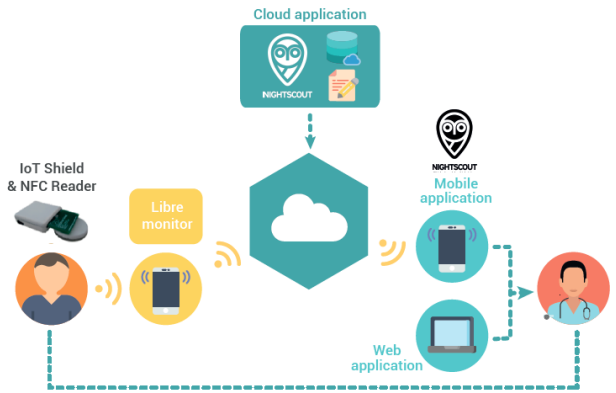 Cloud application
NIGHTSCOUT
NIGHTSCOUT
IoT Shield
& NFC Reader
Libre
monitor
Mobile
application
Web
application